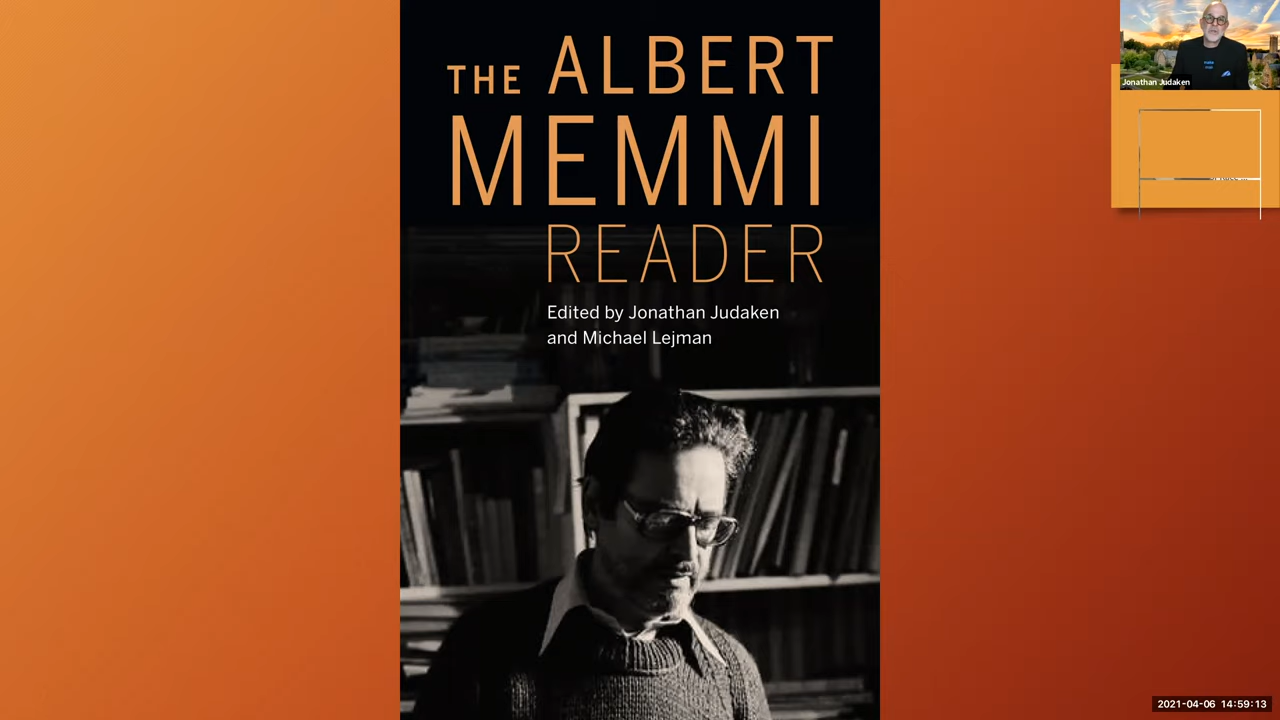 THE ALBERT
MEMMI
READER
Edited by Jonathan Judaken
and Michael Lejman
Jonathan Judaken
2021-04-06 14:59:13